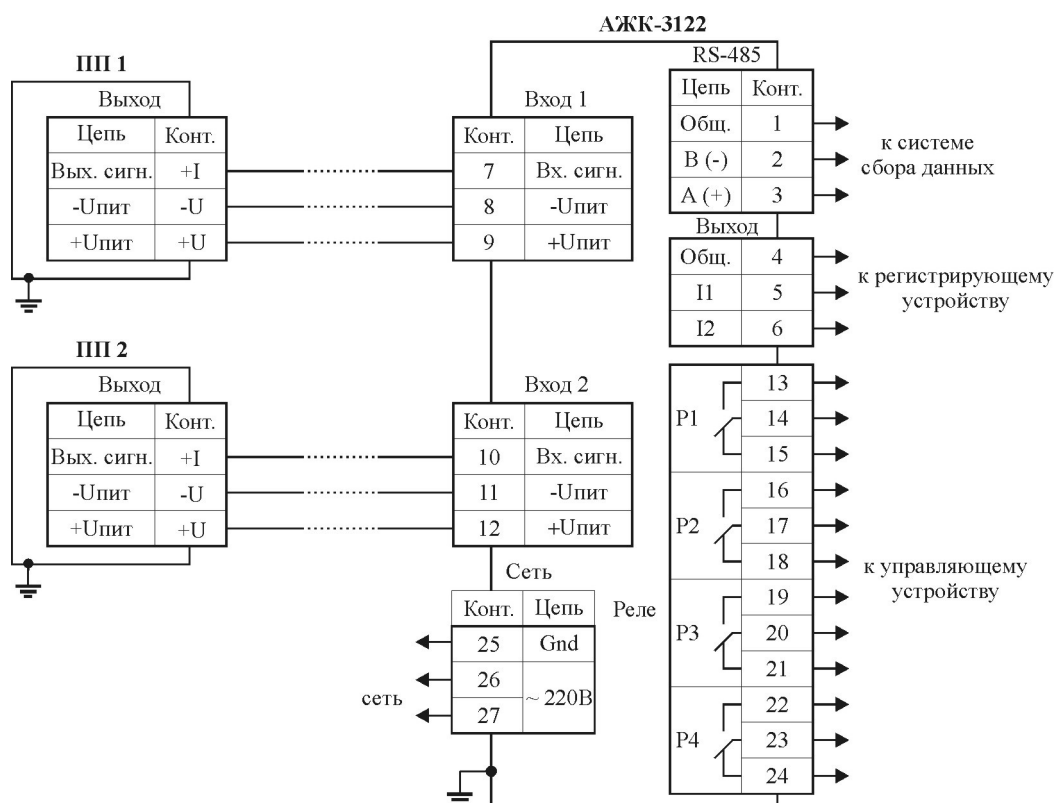 АЖК-3122
ПП 1
Выход
Цепь Конт.
Вых. сигн. +I
-Uпит -U
+Uпит +U
Вход 1
Конт. Цепь
7 Вх. сигн.
8 -Uпит
9 +Uпит
RS-485
Цепь Конт.
Общ. 1
B (-) 2
A (+) 3
к системе
сбора данных
Выход
Общ. 4
I1 5
I2 6
к регистрирующему
устройству
ПП 2
Выход
Цепь Конт.
Вых. сигн. +I
-Uпит -U
+Uпит +U
Вход 2
Конт. Цепь
10 Вх. сигн.
11 -Uпит
12 +Uпит
Сеть
Конт. Цепь
25 Gnd
26
27
~ 220В
сеть
Реле
P1
13
14
15
P2
16
17
18
P3
19
20
21
P4
22
23
24
к управляющему
устройству